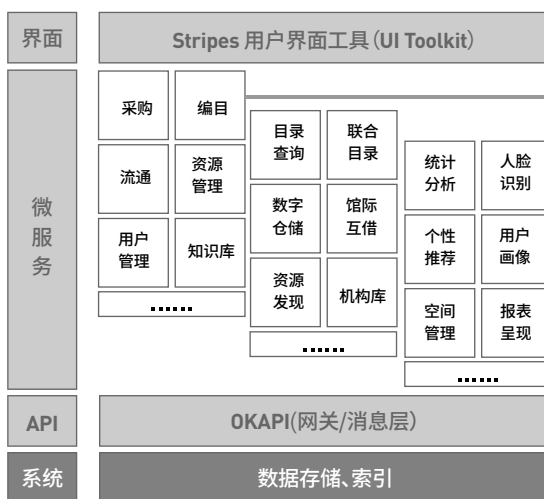 界面
Stripes 用户界面工具(UI Toolkit)
微
服
务
采购
编目
流通
资源
管理
用户
管理
知识库
......
目录
查询
联合
目录
数字
仓储
馆际
互借
资源
发现
机构库
......
统计
分析
人脸
识别
个性
推荐
用户
画像
空间
管理
报表
呈现
......
API
OKAPI(网关/消息层)
系统
数据存储、索引